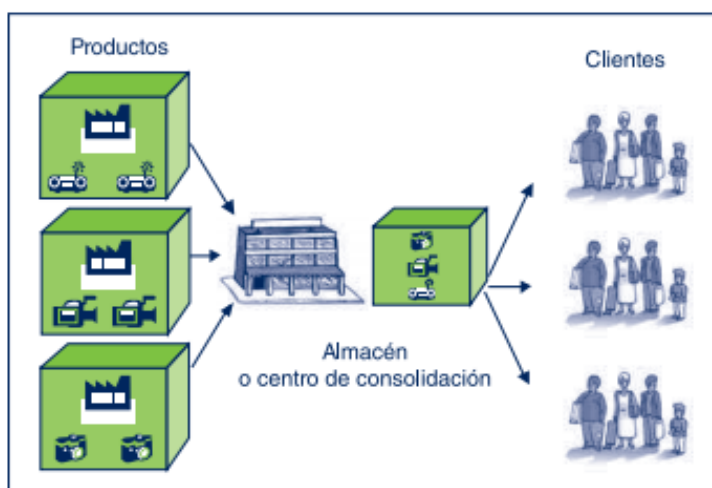 Productos
Clientes
Almacén
o centro de consolidación